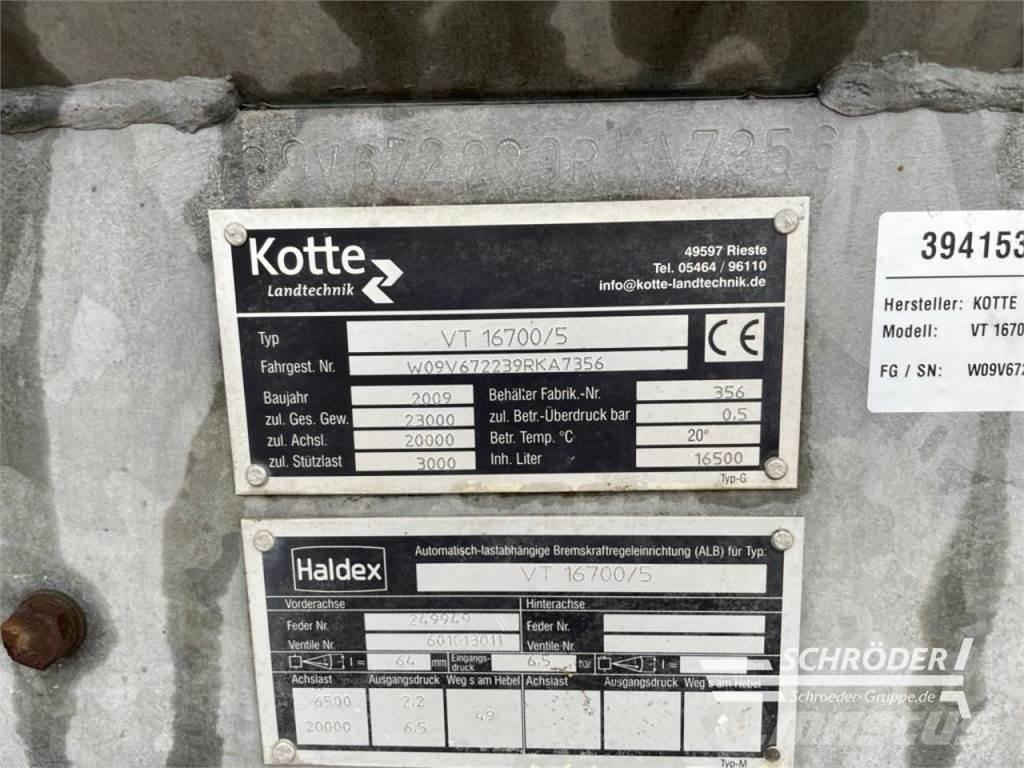 Kotte
Landtechnik
49597 Rieste
Tel. 05464 / 96110
info@kotte-landtechnik.de
Typ VT 16700/5
CE
Fahrgest. Nr. W09V672239RKA7356
Baujahr 2009 Behälter Fabrik.-Nr. 356
zul. Ges. Gew. 23000 zul. Betr.-Überdruck bar 0.5
zul. Achsl. 20000 Betr. Temp. °C 20°
zul. Stützlast 3000 Inh. Liter 16500
Typ-G
394153
Hersteller: KOTTE
Modell: VT 1670
FG / SN: W09V672
Haldex
Automatisch-lastabhängige Bremskraftregeleinrichtung (ALB) für Typ:
VT 16700/5
Vorderachse Hinterachse
Feder Nr. 249949 Feder Nr.
Ventile Nr. 601013011 Ventile Nr.
I = 64 mm Eingangs-druck 6.5 bar I =
Achslast Ausgangsdruck Weg s am Hebel Achslast Ausgangsdruck Weg s am Hebel
6500 2.2
49
20000 6.5
Typ-M
SCHRÖDER
Schroeder-Gruppe.de